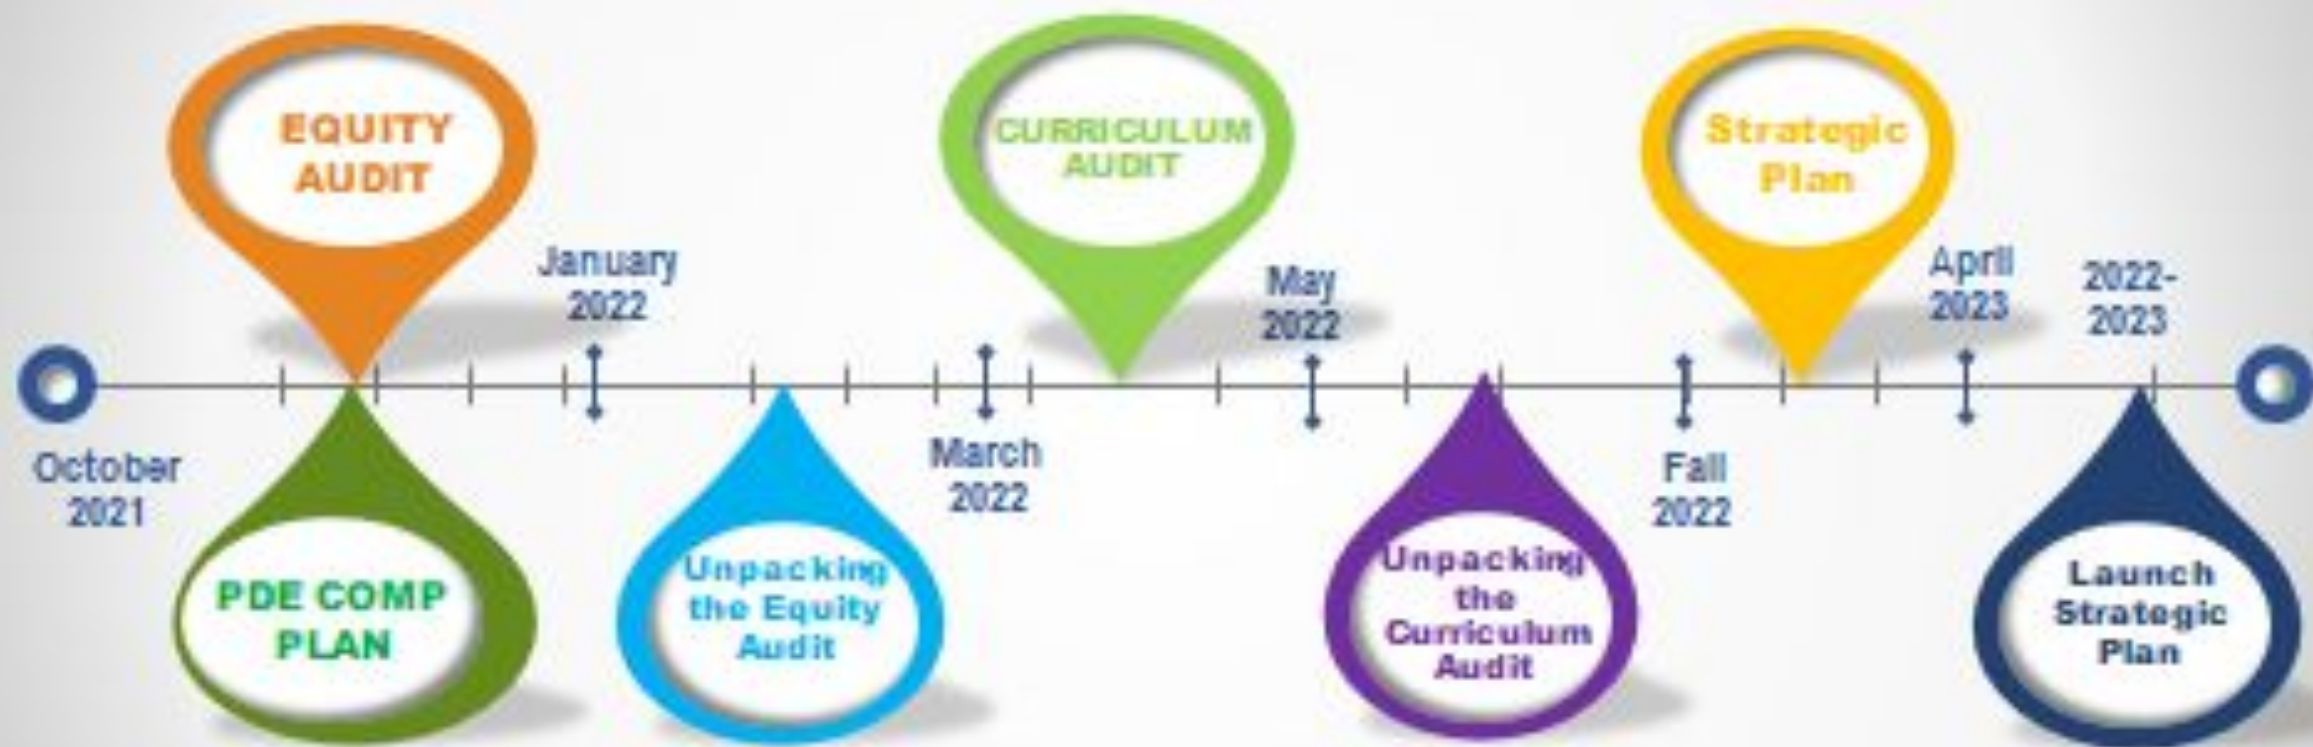 EQUITY
AUDIT
CURRICULUM
AUDIT
Strategic
Plan
January
2022
May
2022
April
2023
2022-
2023
October
2021
March
2022
Fall
2022
PDE COMP
PLAN
Unpacking
the Equity
Audit
Unpacking
the
Curriculum
Audit
Launch
Strategic
Plan